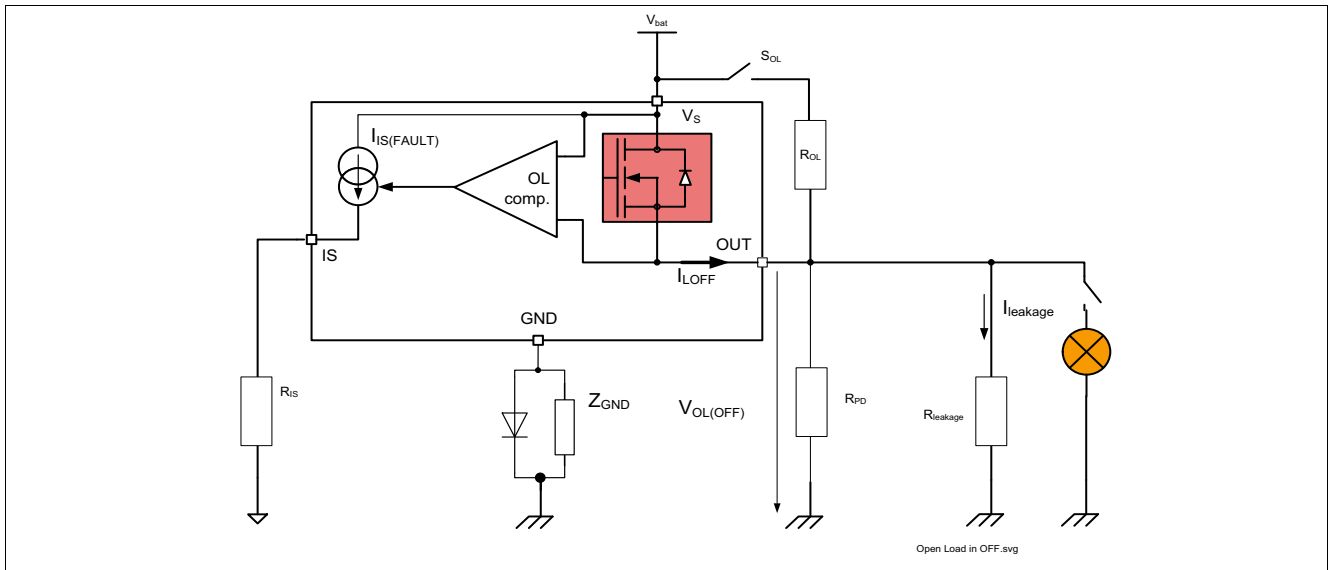 Vbat
SOL
VS
IIS(FAULT)
ROL
OL
comp.
OUT
IS
ILOFF
Ileakage
GND
RIS
ZGND
VOL(OFF)
RPD
Rleakage
Open Load in OFF.svg